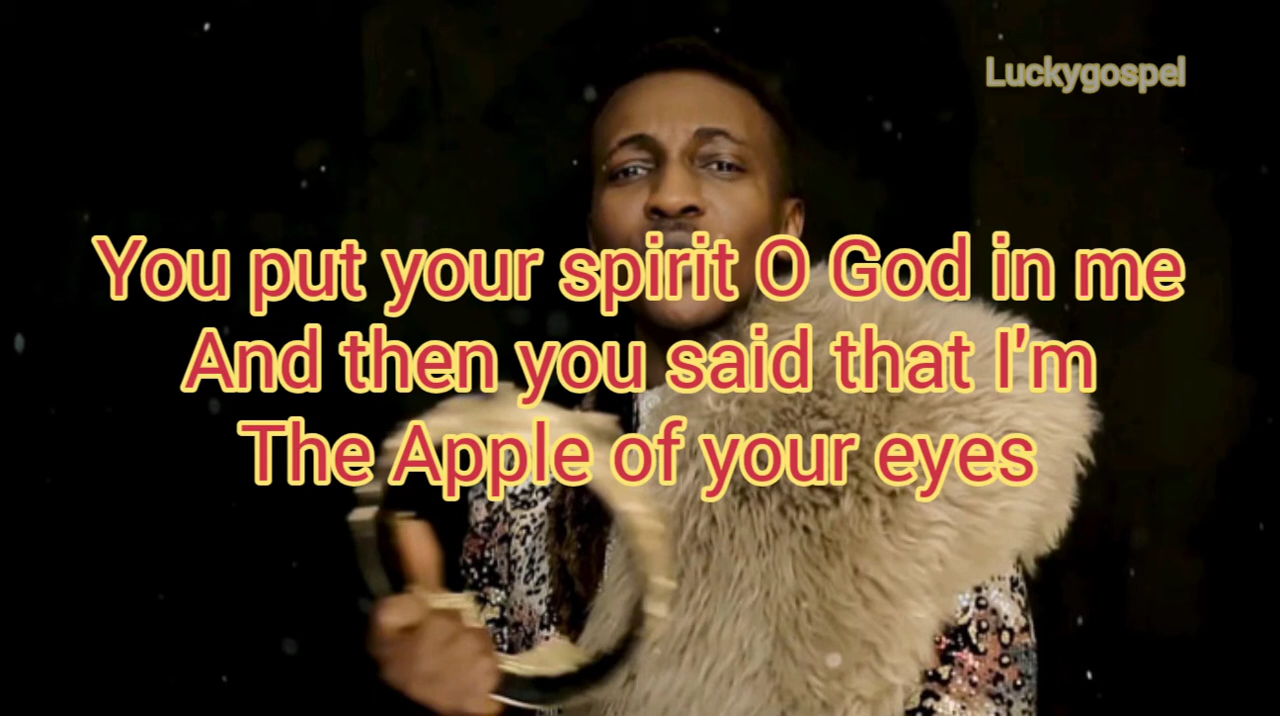 Luckygospel
You put your spirit O God in me
And then you said that I'm
The Apple of your eyes